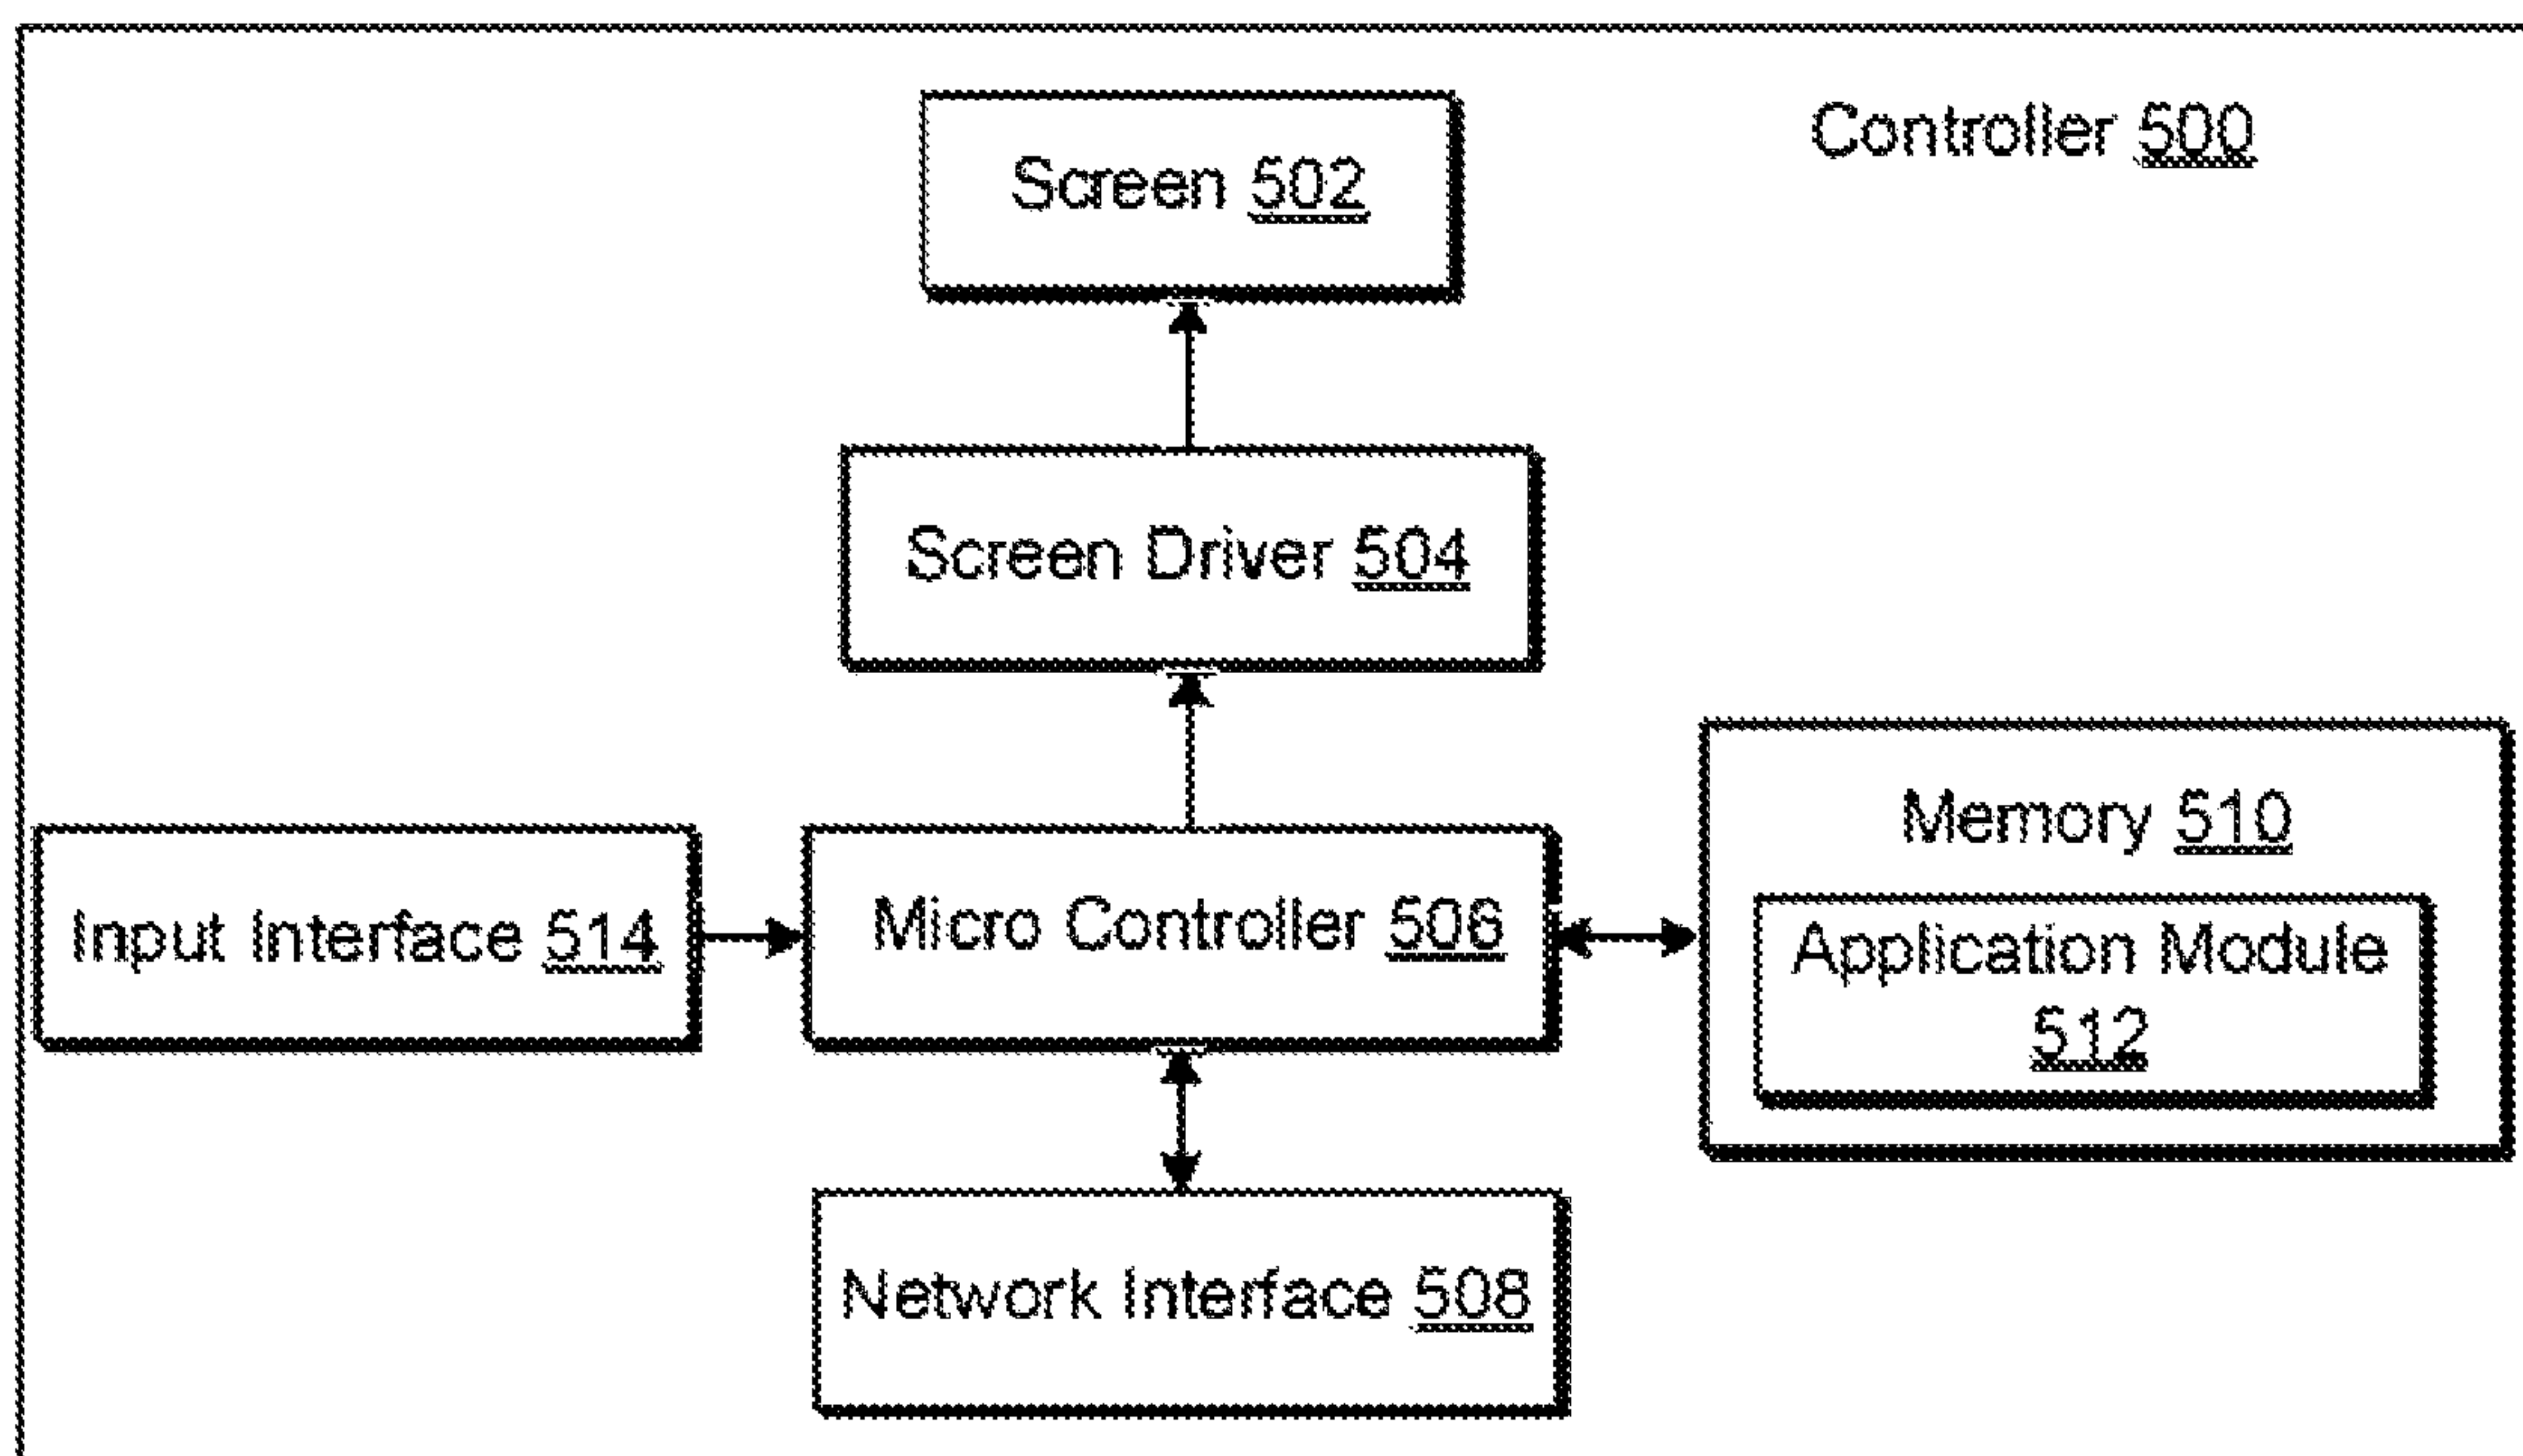 Controller 500
Screen 502
Screen Driver 504
Memory 510
Input Interface 514
Micro Controller 506
Application Module
512
Network Interface 508